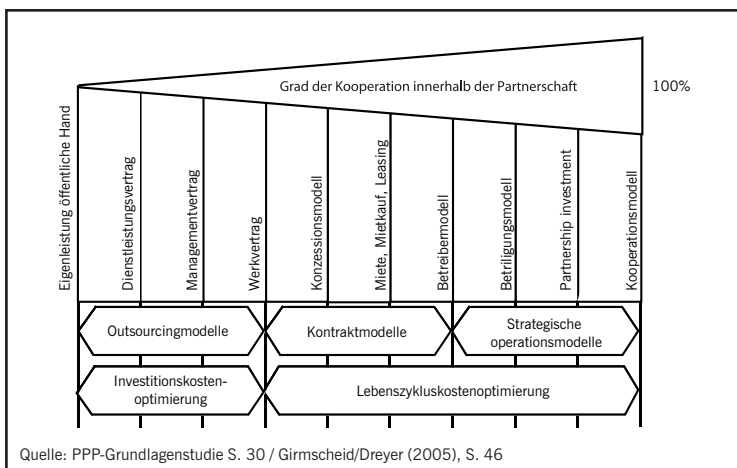 Grad der Kooperation innerhalb der Partnerschaft
100%
Eigenleistung öffentliche Hand
Dienstleistungsvertrag
Managementvertrag
Werkvertrag
Konzessionsmodell
Miete, Mietkauf, Leasing
Betreibermodell
Betriligungsmodell
Partnership investment
Kooperationsmodell
Outsourcingmodelle
Kontraktmodelle
Strategische
operationsmodelle
Investitionskosten-
optimierung
Lebenszykluskostenoptimierung
Quelle: PPP-Grundlagenstudie S. 30 / Girmscheid/Dreyer (2005), S. 46